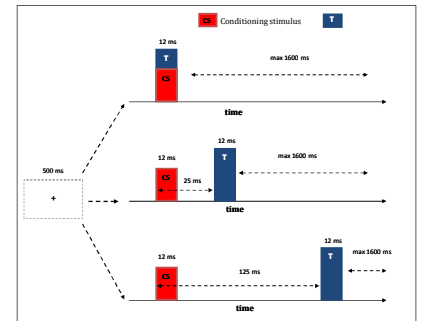 CS Conditioning stimulus T
12 ms
T
CS
max 1600 ms
time
12 ms
T
max 1600 ms
12 ms
CS
25 ms
time
500 ms
+
12 ms
T
max 1600 ms
12 ms
CS
125 ms
time